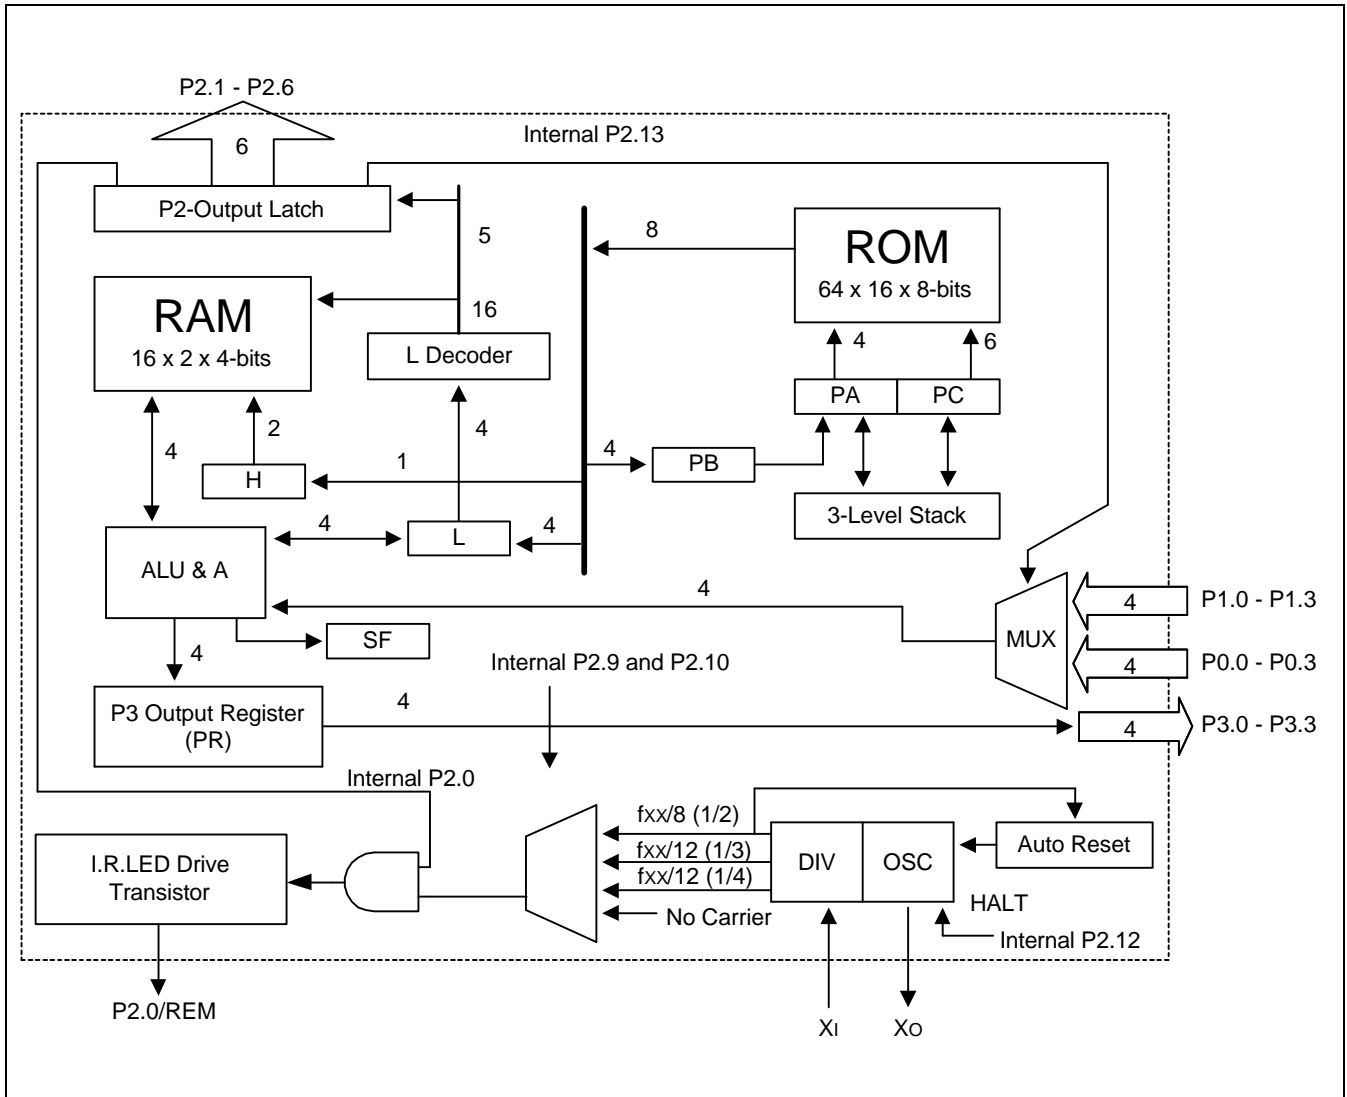 P2.1 - P2.6
Internal P2.13
6
P2-Output Latch
5
8
ROM
64 x 16 x 8-bits
RAM
16 x 2 x 4-bits
16
L Decoder
4
6
PA
PC
4
2
4
4
PB
1
H
3-Level Stack
4
L
4
ALU & A
4
4
P1.0 - P1.3
MUX
SF
4
Internal P2.9 and P2.10
4
P0.0 - P0.3
P3 Output Register
(PR)
4
4
P3.0 - P3.3
Internal P2.0
fxx/8 (1/2)
fxx/12 (1/3)
fxx/12 (1/4)
No Carrier
DIV
OSC
Auto Reset
I.R.LED Drive
Transistor
HALT
Internal P2.12
P2.0/REM
XI
XO